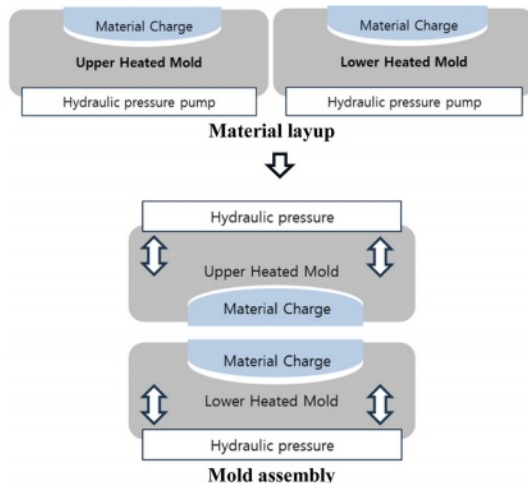 Material Charge
Upper Heated Mold
Hydraulic pressure pump
Material Charge
Lower Heated Mold
Hydraulic pressure pump
Material layup
Hydraulic pressure
Upper Heated Mold
Material Charge
Material Charge
Lower Heated Mold
Hydraulic pressure
Mold assembly